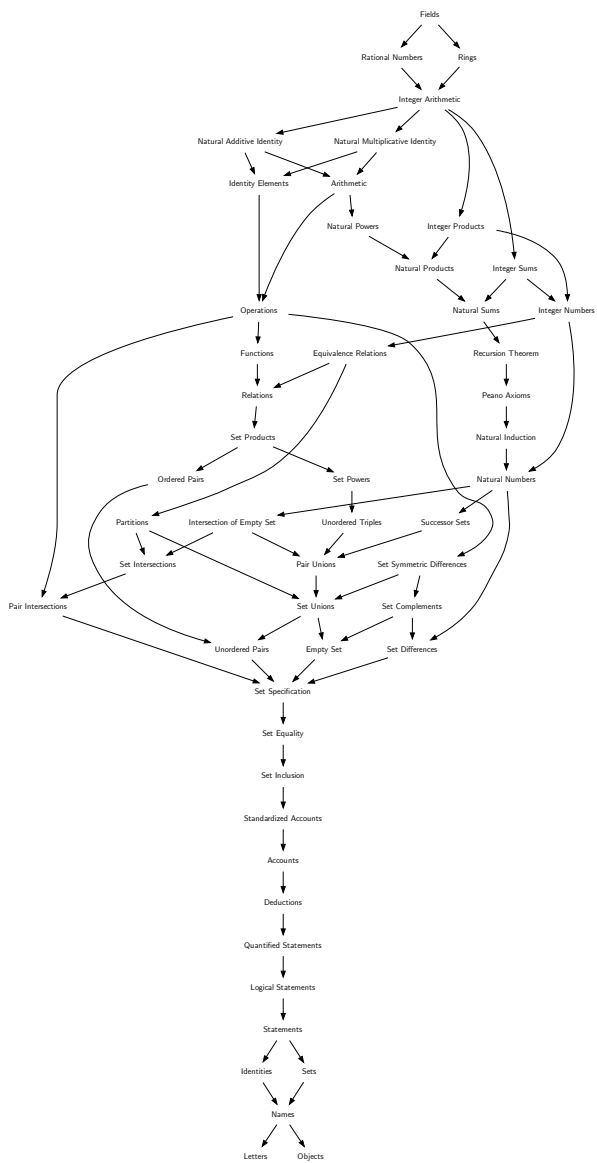 Fields
Rational Numbers Rings
Integer Arithmetic
Natural Additive Identity Natural Multiplicative Identity
Identity Elements Arithmetic
Natural Powers Integer Products
Natural Products Integer Sums
Operations Natural Sums Integer Numbers
Functions Equivalence Relations Recursion Theorem
Relations Peano Axioms
Set Products Natural Induction
Ordered Pairs Set Powers Natural Numbers
Partitions Intersection of Empty Set Unordered Triples Successor Sets
Set Intersections Pair Unions Set Symmetric Differences
Pair Intersections Set Unions Set Complements
Unordered Pairs Empty Set Set Differences
Set Specification
Set Equality
Set Inclusion
Standardized Accounts
Accounts
Deductions
Quantified Statements
Logical Statements
Statements
Identities Sets
Names
Letters Objects